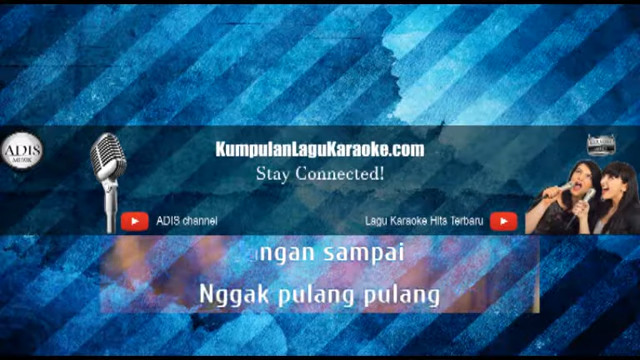 KumpulanLaguKaraoke.com
ADIS
MUSIK
Stay Connected!
ADIS channel
Lagu Karaoke Hits Terbaru
ngan sampai
Nggak pulang pulang